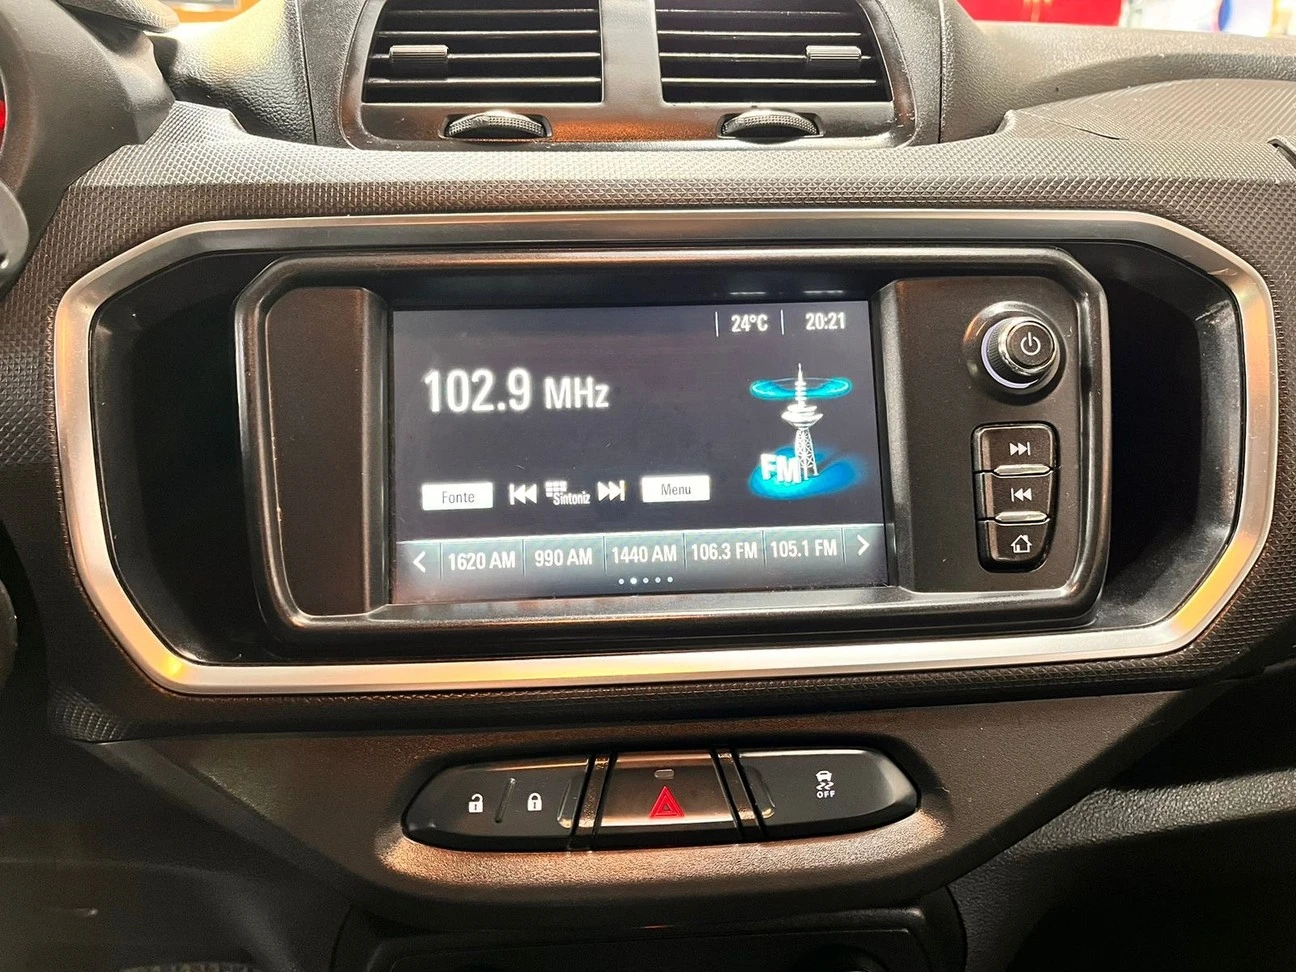 24°C 20:21
102.9 MHz
FM
Fonte Sintoniz Menu
1620 AM 990 AM 1440 AM 106.3 FM 105.1 FM
OFF